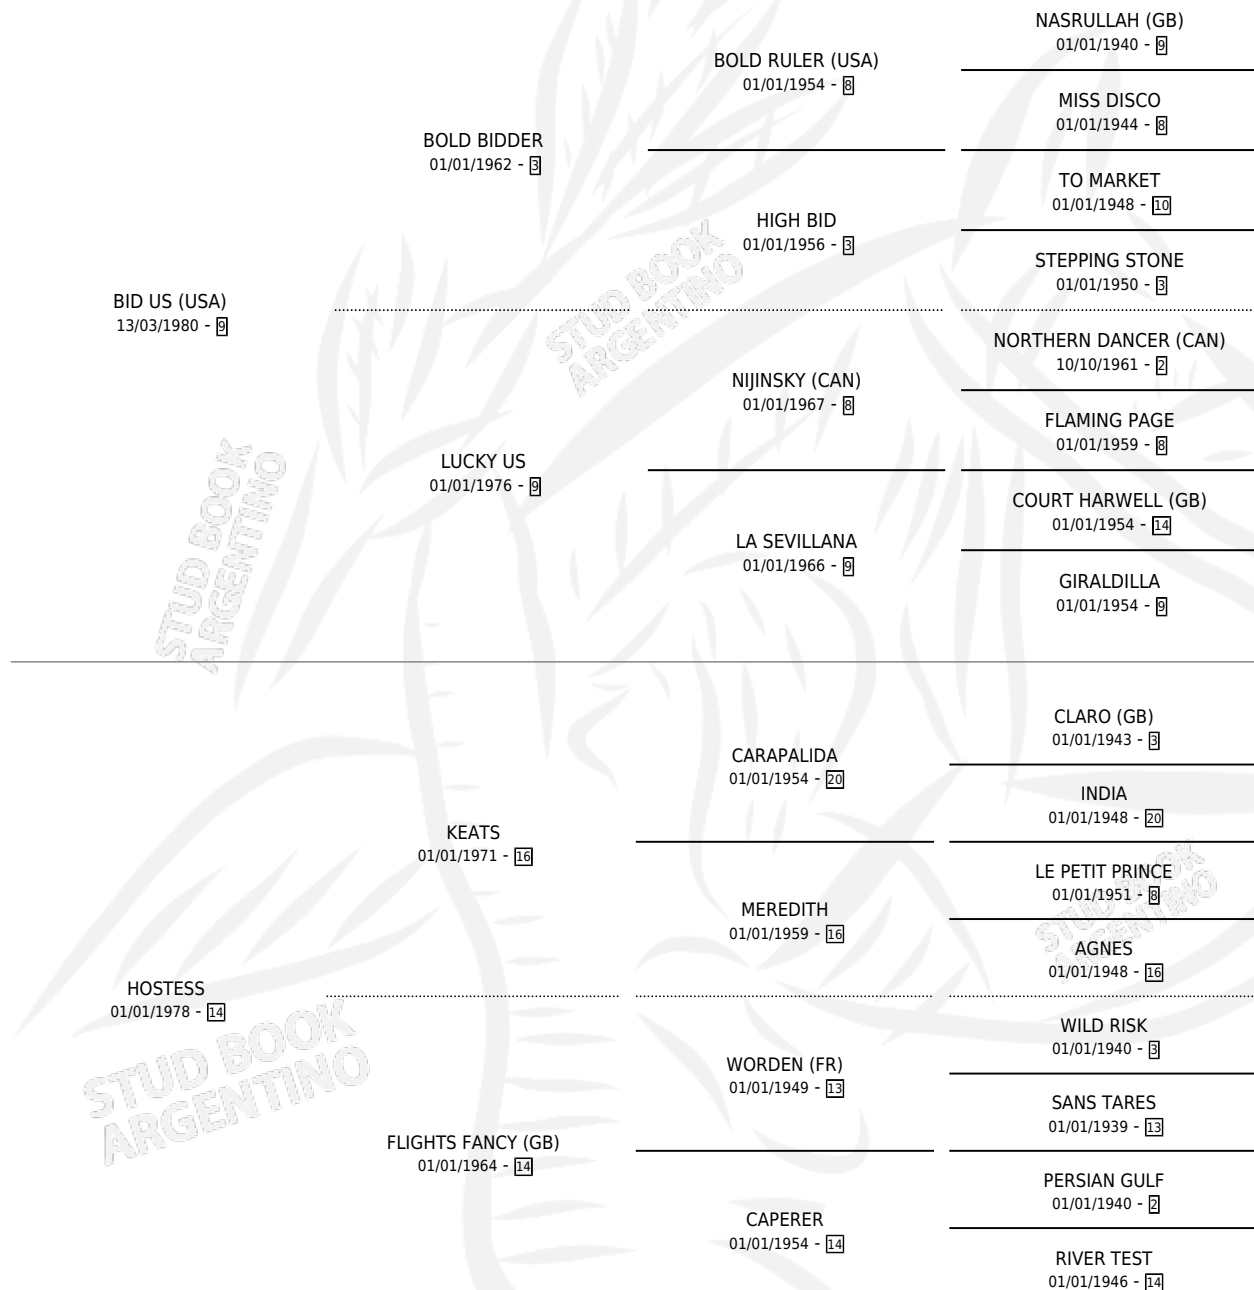 NASRULLAH (GB)
01/01/1940 - 9
BOLD RULER (USA)
01/01/1954 - 8
MISS DISCO
01/01/1944 - 8
BOLD BIDDER
01/01/1962 - 3
TO MARKET
01/01/1948 - 10
HIGH BID
01/01/1956 - 3
STEPPING STONE
01/01/1950 - 3
BID US (USA)
13/03/1980 - 9
NORTHERN DANCER (CAN)
10/10/1961 - 2
NIJINSKY (CAN)
01/01/1967 - 8
FLAMING PAGE
01/01/1959 - 8
LUCKY US
01/01/1976 - 9
COURT HARWELL (GB)
01/01/1954 - 14
LA SEVILLANA
01/01/1966 - 9
GIRALDILLA
01/01/1954 - 9
CLARO (GB)
01/01/1943 - 3
CARAPALIDA
01/01/1954 - 20
INDIA
01/01/1948 - 20
KEATS
01/01/1971 - 16
LE PETIT PRINCE
01/01/1951 - 8
MEREDITH
01/01/1959 - 16
AGNES
01/01/1948 - 16
HOSTESS
01/01/1978 - 14
WILD RISK
01/01/1940 - 3
WORDEN (FR)
01/01/1949 - 13
SANS TARES
01/01/1939 - 13
FLIGHTS FANCY (GB)
01/01/1964 - 14
PERSIAN GULF
01/01/1940 - 2
CAPERER
01/01/1954 - 14
RIVER TEST
01/01/1946 - 14
STUD BOOK
ARGENTINO
STUD BOOK
ARGENTINO
STUD BOOK
ARGENTINO
STUD BOOK
ARGENTINO